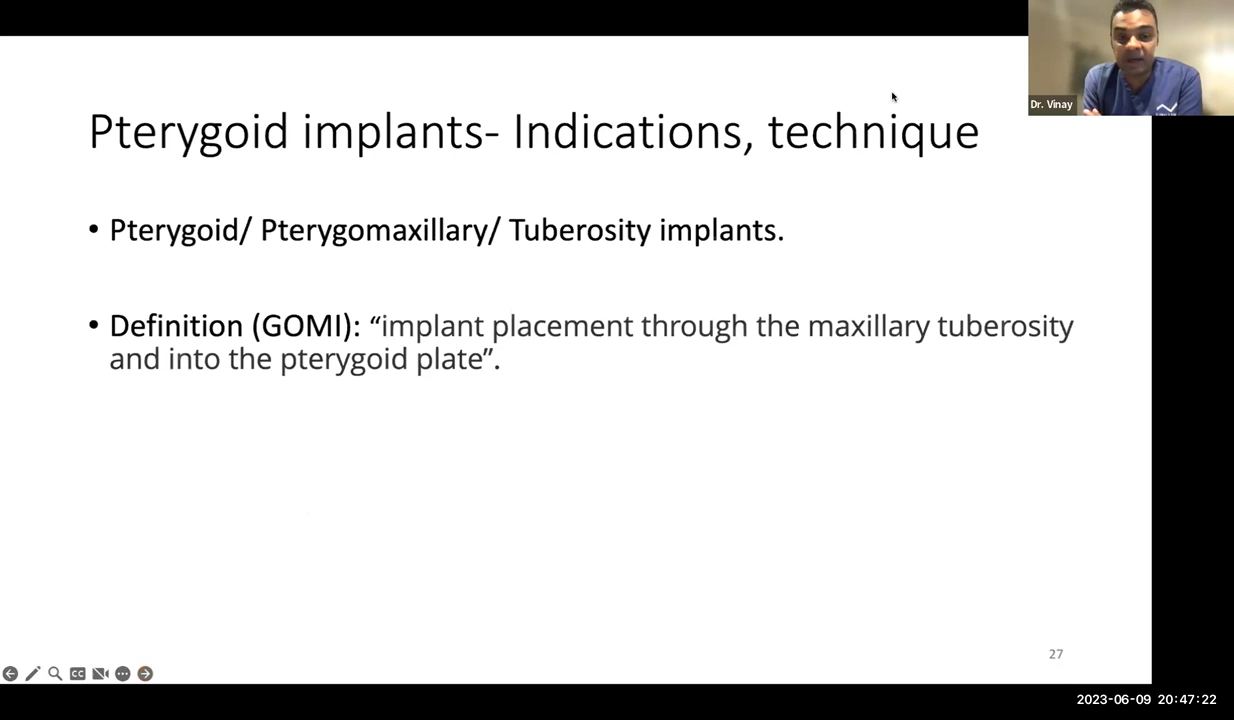 Dr. Vinay
Pterygoid implants- Indications, technique
• Pterygoid/ Pterygomaxillary/ Tuberosity implants.
• Definition (GOMI): “implant placement through the maxillary tuberosity
and into the pterygoid plate”.
27
CC
2023-06-09 20:47:22